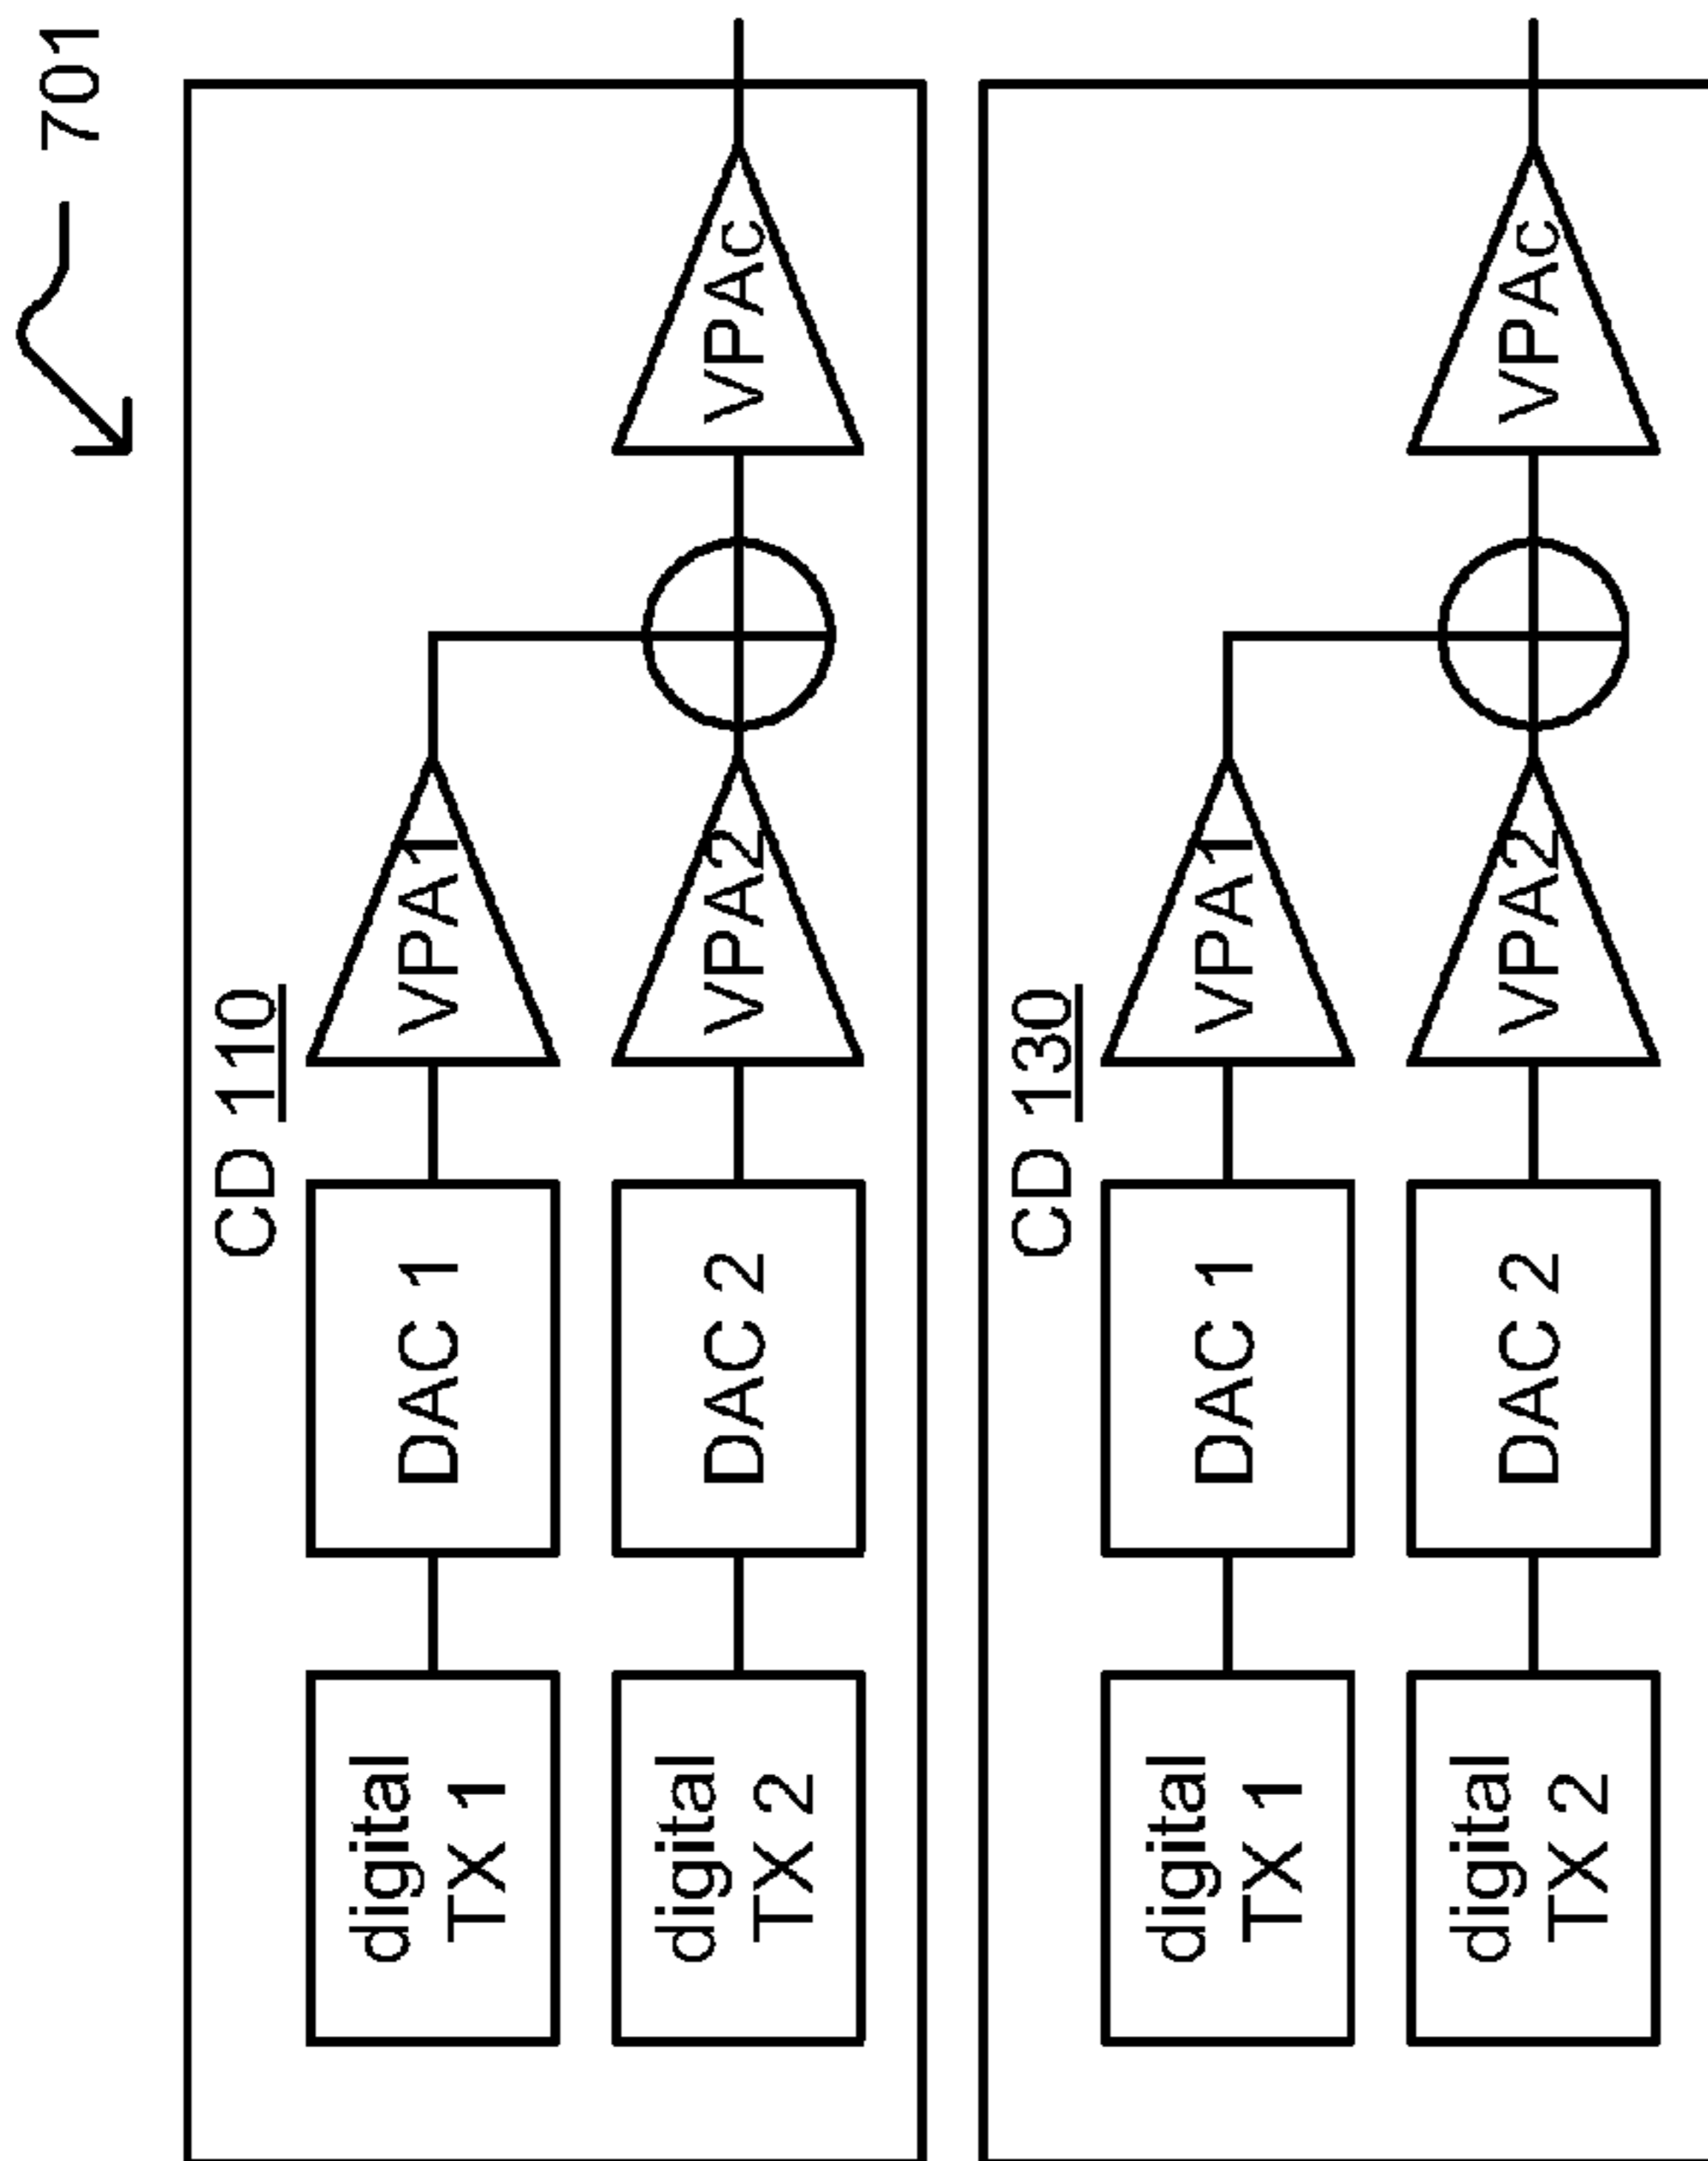 701
CD 110
digital
TX 1
DAC 1
VPA1
digital
TX 2
DAC 2
VPA2
VPAc
CD 130
digital
TX 1
DAC 1
VPA1
digital
TX 2
DAC 2
VPA2
VPAc